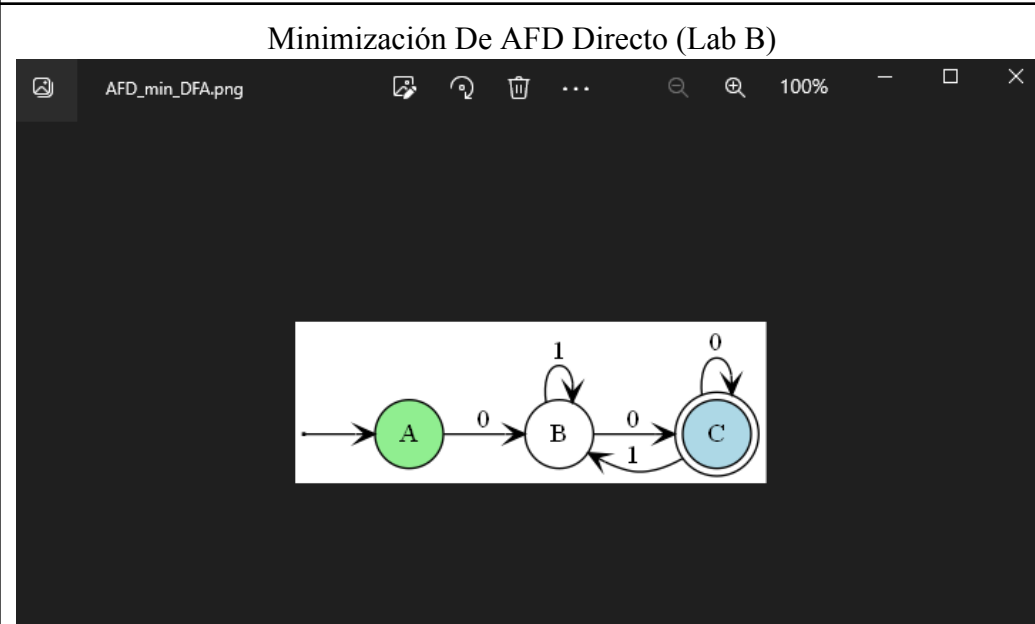 Minimización De AFD Directo (Lab B)
AFD_min_DFA.png 100%
1 0
A 0 B 0 C
1